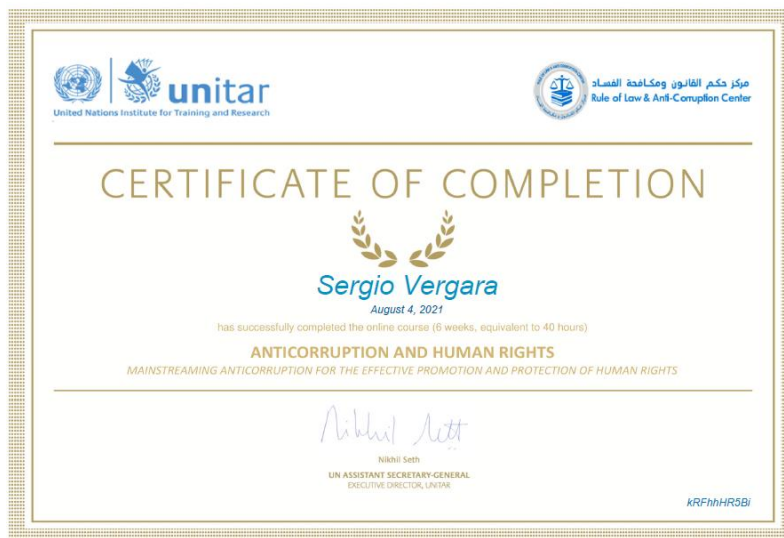 unitar
United Nations Institute for Training and Research
مركز حكم القانون ومكافحة الفساد
Rule of Law & Anti-Corruption Center
CERTIFICATE OF COMPLETION
Sergio Vergara
August 4, 2021
has successfully completed the online course (6 weeks, equivalent to 40 hours)
ANTICORRUPTION AND HUMAN RIGHTS
MAINSTREAMING ANTICORRUPTION FOR THE EFFECTIVE PROMOTION AND PROTECTION OF HUMAN RIGHTS
Nikhil Sett
Nikhil Seth
UN ASSISTANT SECRETARY-GENERAL
EXECUTIVE DIRECTOR, UNITAR
kRFhhHR5Bi